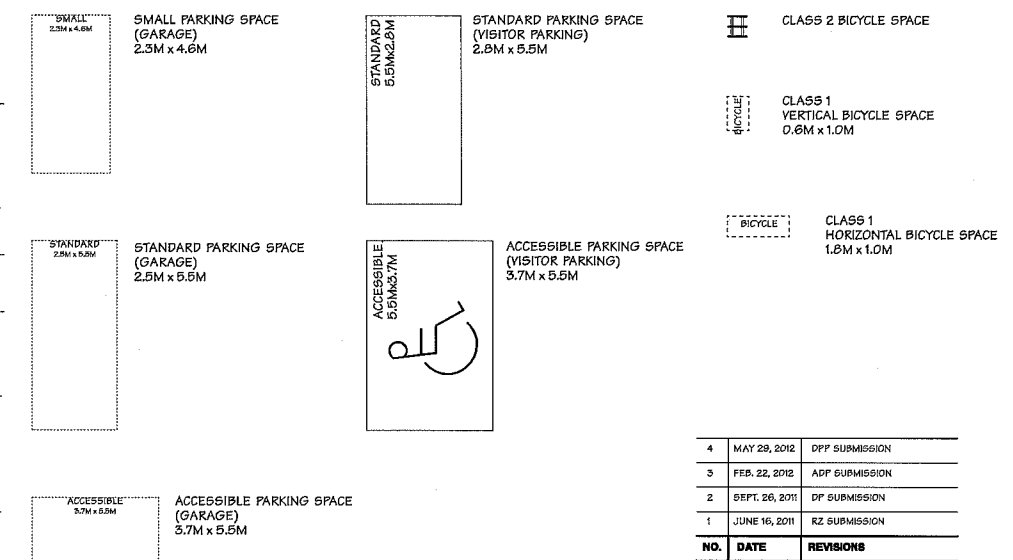 SMALL
2.3M x 4.6M
SMALL PARKING SPACE
(GARAGE)
2.3M x 4.6M
STANDARD
5.5Mx2.8M
STANDARD PARKING SPACE
(VISITOR PARKING)
2.8M x 5.5M
CLASS 2 BICYCLE SPACE
BICYCLE
CLASS 1
VERTICAL BICYCLE SPACE
0.6M x 1.0M
BICYCLE
CLASS 1
HORIZONTAL BICYCLE SPACE
1.8M x 1.0M
STANDARD
2.5M x 5.5M
STANDARD PARKING SPACE
(GARAGE)
2.5M x 5.5M
ACCESSIBLE
5.5Mx3.7M
ACCESSIBLE PARKING SPACE
(VISITOR PARKING)
3.7M x 5.5M
ACCESSIBLE
3.7M x 5.5M
ACCESSIBLE PARKING SPACE
(GARAGE)
3.7M x 5.5M
4 MAY 29, 2012 DPP SUBMISSION
3 FEB. 22, 2012 ADP SUBMISSION
2 SEPT. 26, 2011 DP SUBMISSION
1 JUNE 16, 2011 RZ SUBMISSION
NO. DATE REVISIONS